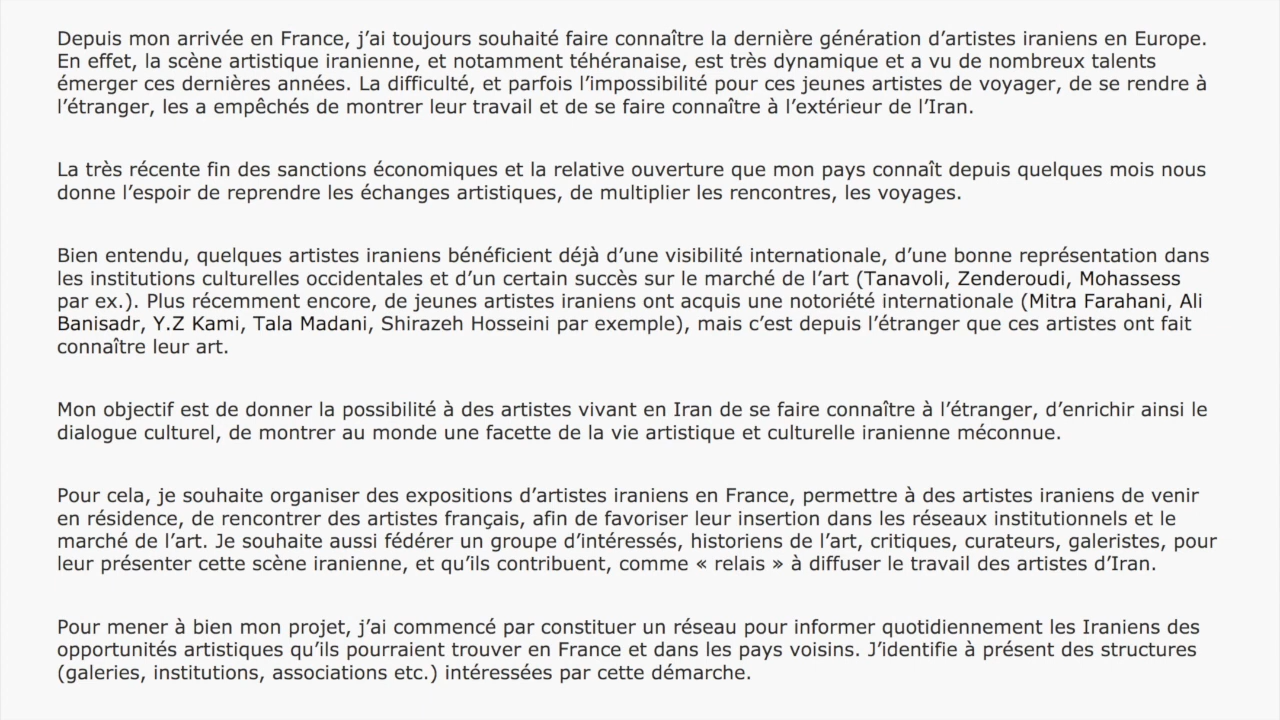 Depuis mon arrivée en France, j’ai toujours souhaité faire connaître la dernière génération d’artistes iraniens en Europe.
En effet, la scène artistique iranienne, et notamment téhéranaise, est très dynamique et a vu de nombreux talents
émerger ces dernières années. La difficulté, et parfois l’impossibilité pour ces jeunes artistes de voyager, de se rendre à
l’étranger, les a empêchés de montrer leur travail et de se faire connaître à l’extérieur de l’Iran.
La très récente fin des sanctions économiques et la relative ouverture que mon pays connaît depuis quelques mois nous
donne l’espoir de reprendre les échanges artistiques, de multiplier les rencontres, les voyages.
Bien entendu, quelques artistes iraniens bénéficient déjà d’une visibilité internationale, d’une bonne représentation dans
les institutions culturelles occidentales et d’un certain succès sur le marché de l’art (Tanavoli, Zenderoudi, Mohassess
par ex.). Plus récemment encore, de jeunes artistes iraniens ont acquis une notoriété internationale (Mitra Farahani, Ali
Banisadr, Y.Z Kami, Tala Madani, Shirazeh Hosseini par exemple), mais c’est depuis l’étranger que ces artistes ont fait
connaître leur art.
Mon objectif est de donner la possibilité à des artistes vivant en Iran de se faire connaître à l’étranger, d’enrichir ainsi le
dialogue culturel, de montrer au monde une facette de la vie artistique et culturelle iranienne méconnue.
Pour cela, je souhaite organiser des expositions d’artistes iraniens en France, permettre à des artistes iraniens de venir
en résidence, de rencontrer des artistes français, afin de favoriser leur insertion dans les réseaux institutionnels et le
marché de l’art. Je souhaite aussi fédérer un groupe d’intéressés, historiens de l’art, critiques, curateurs, galeristes, pour
leur présenter cette scène iranienne, et qu’ils contribuent, comme « relais » à diffuser le travail des artistes d’Iran.
Pour mener à bien mon projet, j’ai commencé par constituer un réseau pour informer quotidiennement les Iraniens des
opportunités artistiques qu’ils pourraient trouver en France et dans les pays voisins. J’identifie à présent des structures
(galeries, institutions, associations etc.) intéressées par cette démarche.